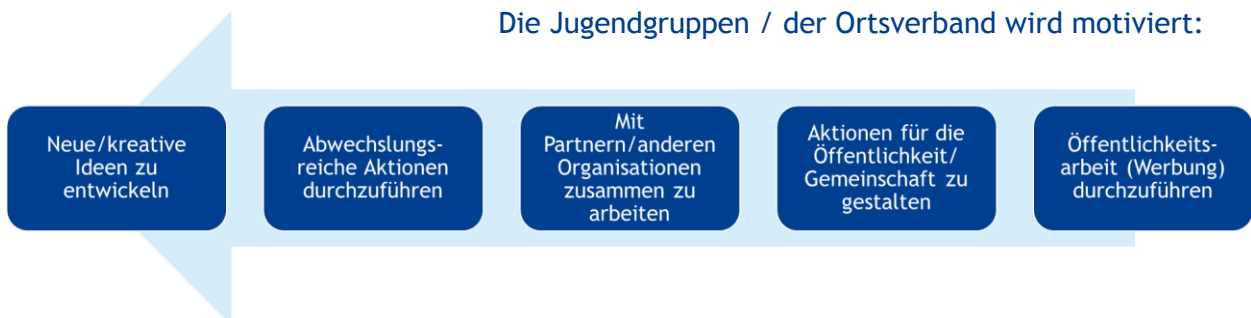 Die Jugendgruppen / der Ortsverband wird motiviert:
Neue/kreative
Ideen zu
entwickeln
Abwechslungs-
reiche Aktionen
durchzuführen
Mit
Partnern/anderen
Organisationen
zusammen zu
arbeiten
Aktionen für die
Öffentlichkeit/
Gemeinschaft zu
gestalten
Öffentlichkeits-
arbeit (Werbung)
durchzuführen